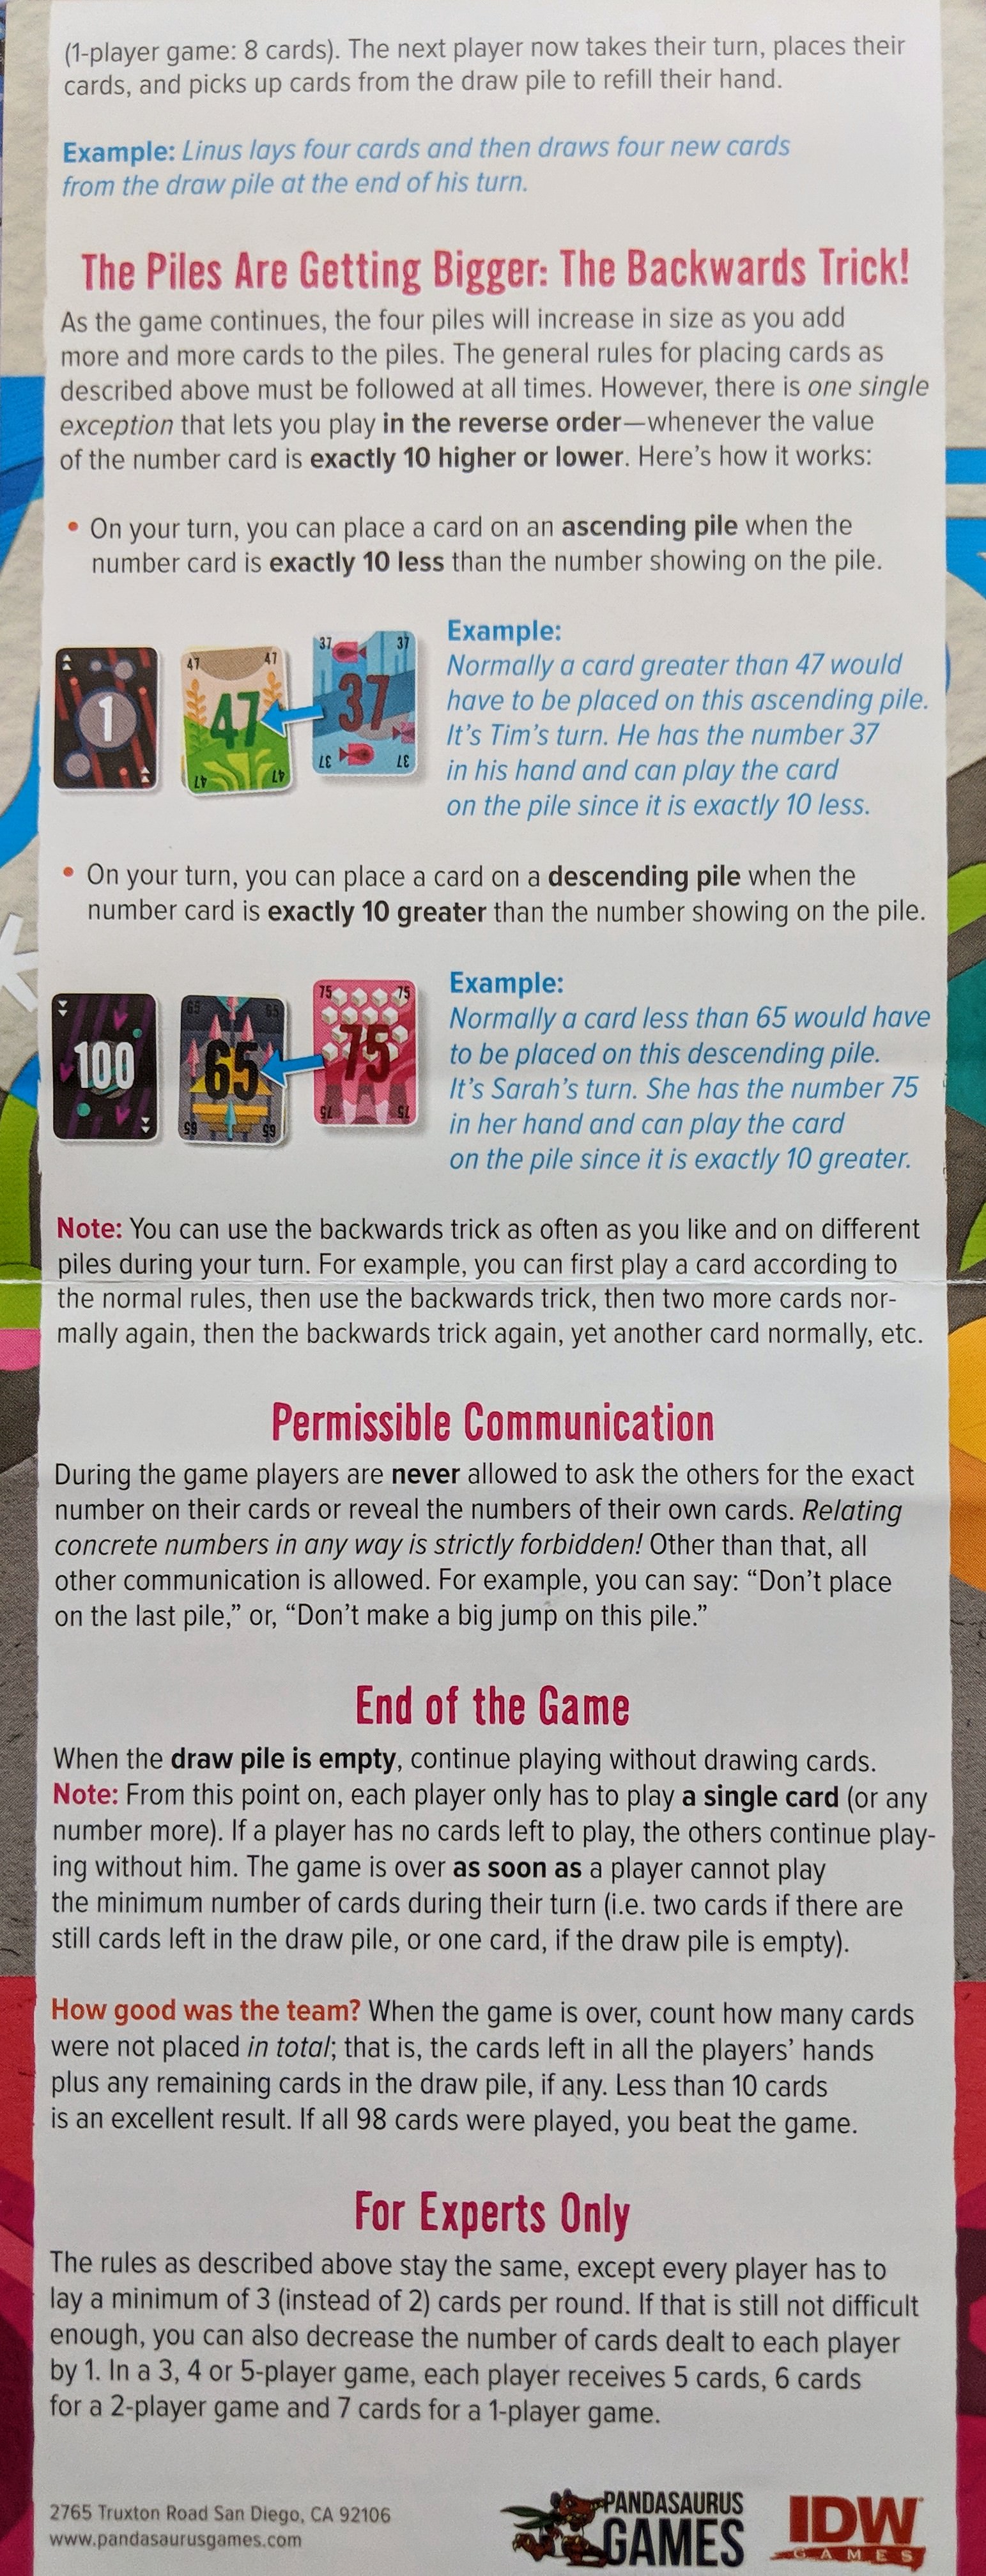 (1-player game: 8 cards). The next player now takes their turn, places their
cards, and picks up cards from the draw pile to refill their hand.
Example: Linus lays four cards and then draws four new cards
from the draw pile at the end of his turn.
The Piles Are Getting Bigger: The Backwards Trick!
As the game continues, the four piles will increase in size as you add
more and more cards to the piles. The general rules for placing cards as
described above must be followed at all times. However, there is one single
exception that lets you play in the reverse order—whenever the value
of the number card is exactly 10 higher or lower. Here's how it works:
• On your turn, you can place a card on an ascending pile when the
number card is exactly 10 less than the number showing on the pile.
1
47 47
47
47 47
37 37
37
37 37
Example:
Normally a card greater than 47 would
have to be placed on this ascending pile.
It's Tim's turn. He has the number 37
in his hand and can play the card
on the pile since it is exactly 10 less.
• On your turn, you can place a card on a descending pile when the
number card is exactly 10 greater than the number showing on the pile.
100
65 65
65
65 65
75 75
75
75 75
Example:
Normally a card less than 65 would have
to be placed on this descending pile.
It's Sarah's turn. She has the number 75
in her hand and can play the card
on the pile since it is exactly 10 greater.
Note: You can use the backwards trick as often as you like and on different
piles during your turn. For example, you can first play a card according to
the normal rules, then use the backwards trick, then two more cards nor-
mally again, then the backwards trick again, yet another card normally, etc.
Permissible Communication
During the game players are never allowed to ask the others for the exact
number on their cards or reveal the numbers of their own cards. Relating
concrete numbers in any way is strictly forbidden! Other than that, all
other communication is allowed. For example, you can say: "Don't place
on the last pile," or, "Don't make a big jump on this pile."
End of the Game
When the draw pile is empty, continue playing without drawing cards.
Note: From this point on, each player only has to play a single card (or any
number more). If a player has no cards left to play, the others continue play-
ing without him. The game is over as soon as a player cannot play
the minimum number of cards during their turn (i.e. two cards if there are
still cards left in the draw pile, or one card, if the draw pile is empty).
How good was the team? When the game is over, count how many cards
were not placed in total; that is, the cards left in all the players' hands
plus any remaining cards in the draw pile, if any. Less than 10 cards
is an excellent result. If all 98 cards were played, you beat the game.
For Experts Only
The rules as described above stay the same, except every player has to
lay a minimum of 3 (instead of 2) cards per round. If that is still not difficult
enough, you can also decrease the number of cards dealt to each player
by 1. In a 3, 4 or 5-player game, each player receives 5 cards, 6 cards
for a 2-player game and 7 cards for a 1-player game.
2765 Truxton Road San Diego, CA 92106
www.pandasaurusgames.com
PANDASAURUS
GAMES
IDW
GAMES